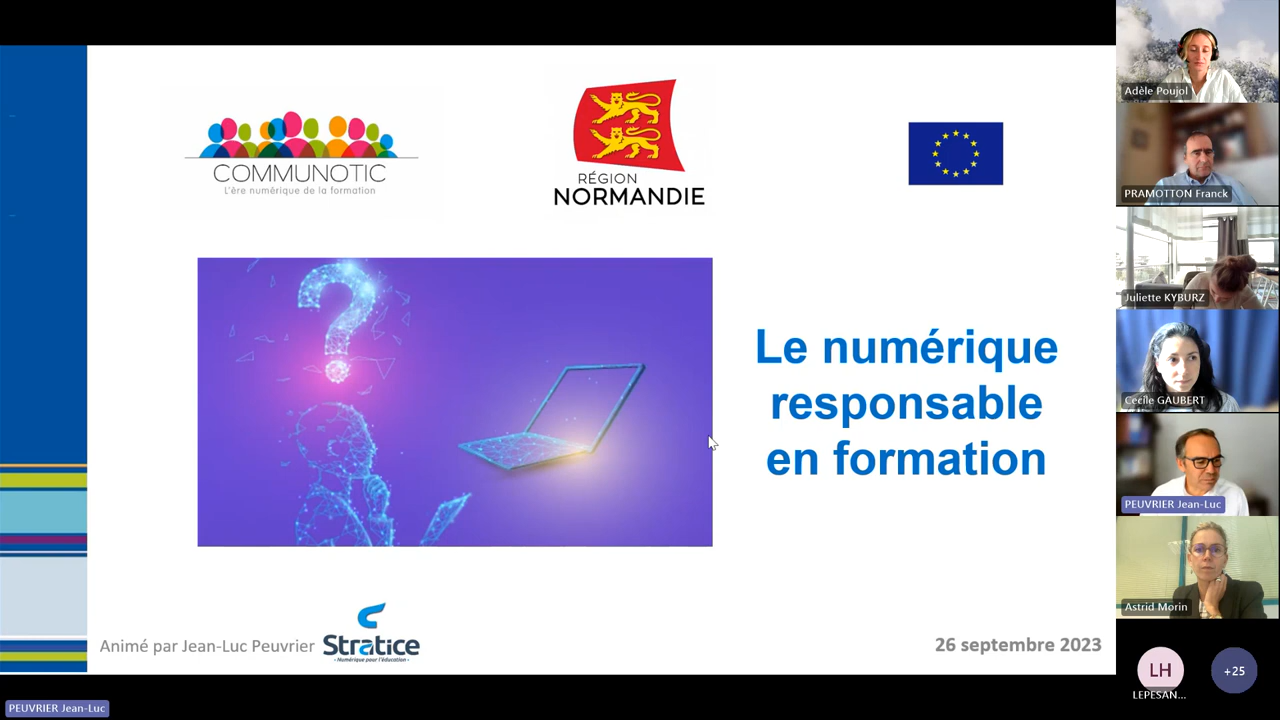 COMMUNOTIC
L'ère numérique de la formation
RÉGION
NORMANDIE
?
Le numérique
responsable
en formation
Animé par Jean-Luc Peuvrier
Stratice
- Numérique pour l'éducation -
26 septembre 2023
Adèle Poujol
PRAMOTTON Franck
Juliette KYBURZ
Cecile GAUBERT
PEUVRIER Jean-Luc
Astrid Morin
LH
LEPESAN...
+25
PEUVRIER Jean-Luc